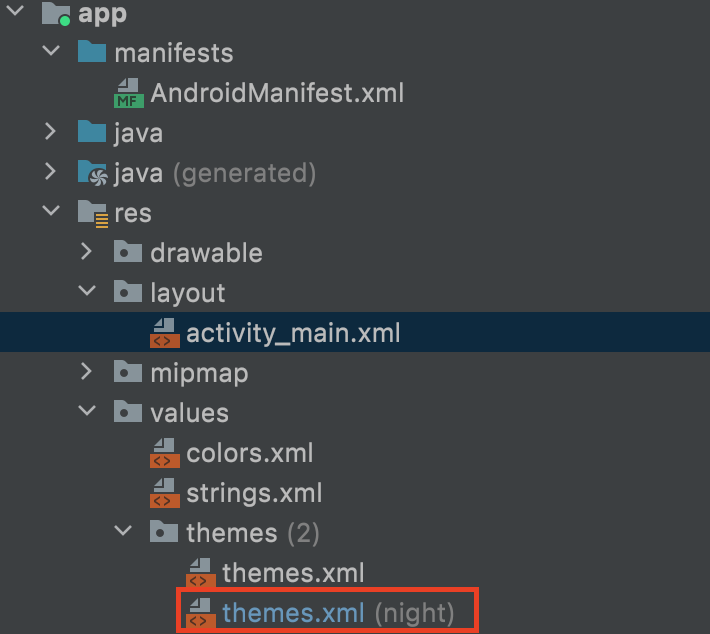 app
manifests
MF AndroidManifest.xml
java
java (generated)
res
drawable
layout
<> activity_main.xml
mipmap
values
<> colors.xml
<> strings.xml
themes (2)
<> themes.xml
<> themes.xml (night)